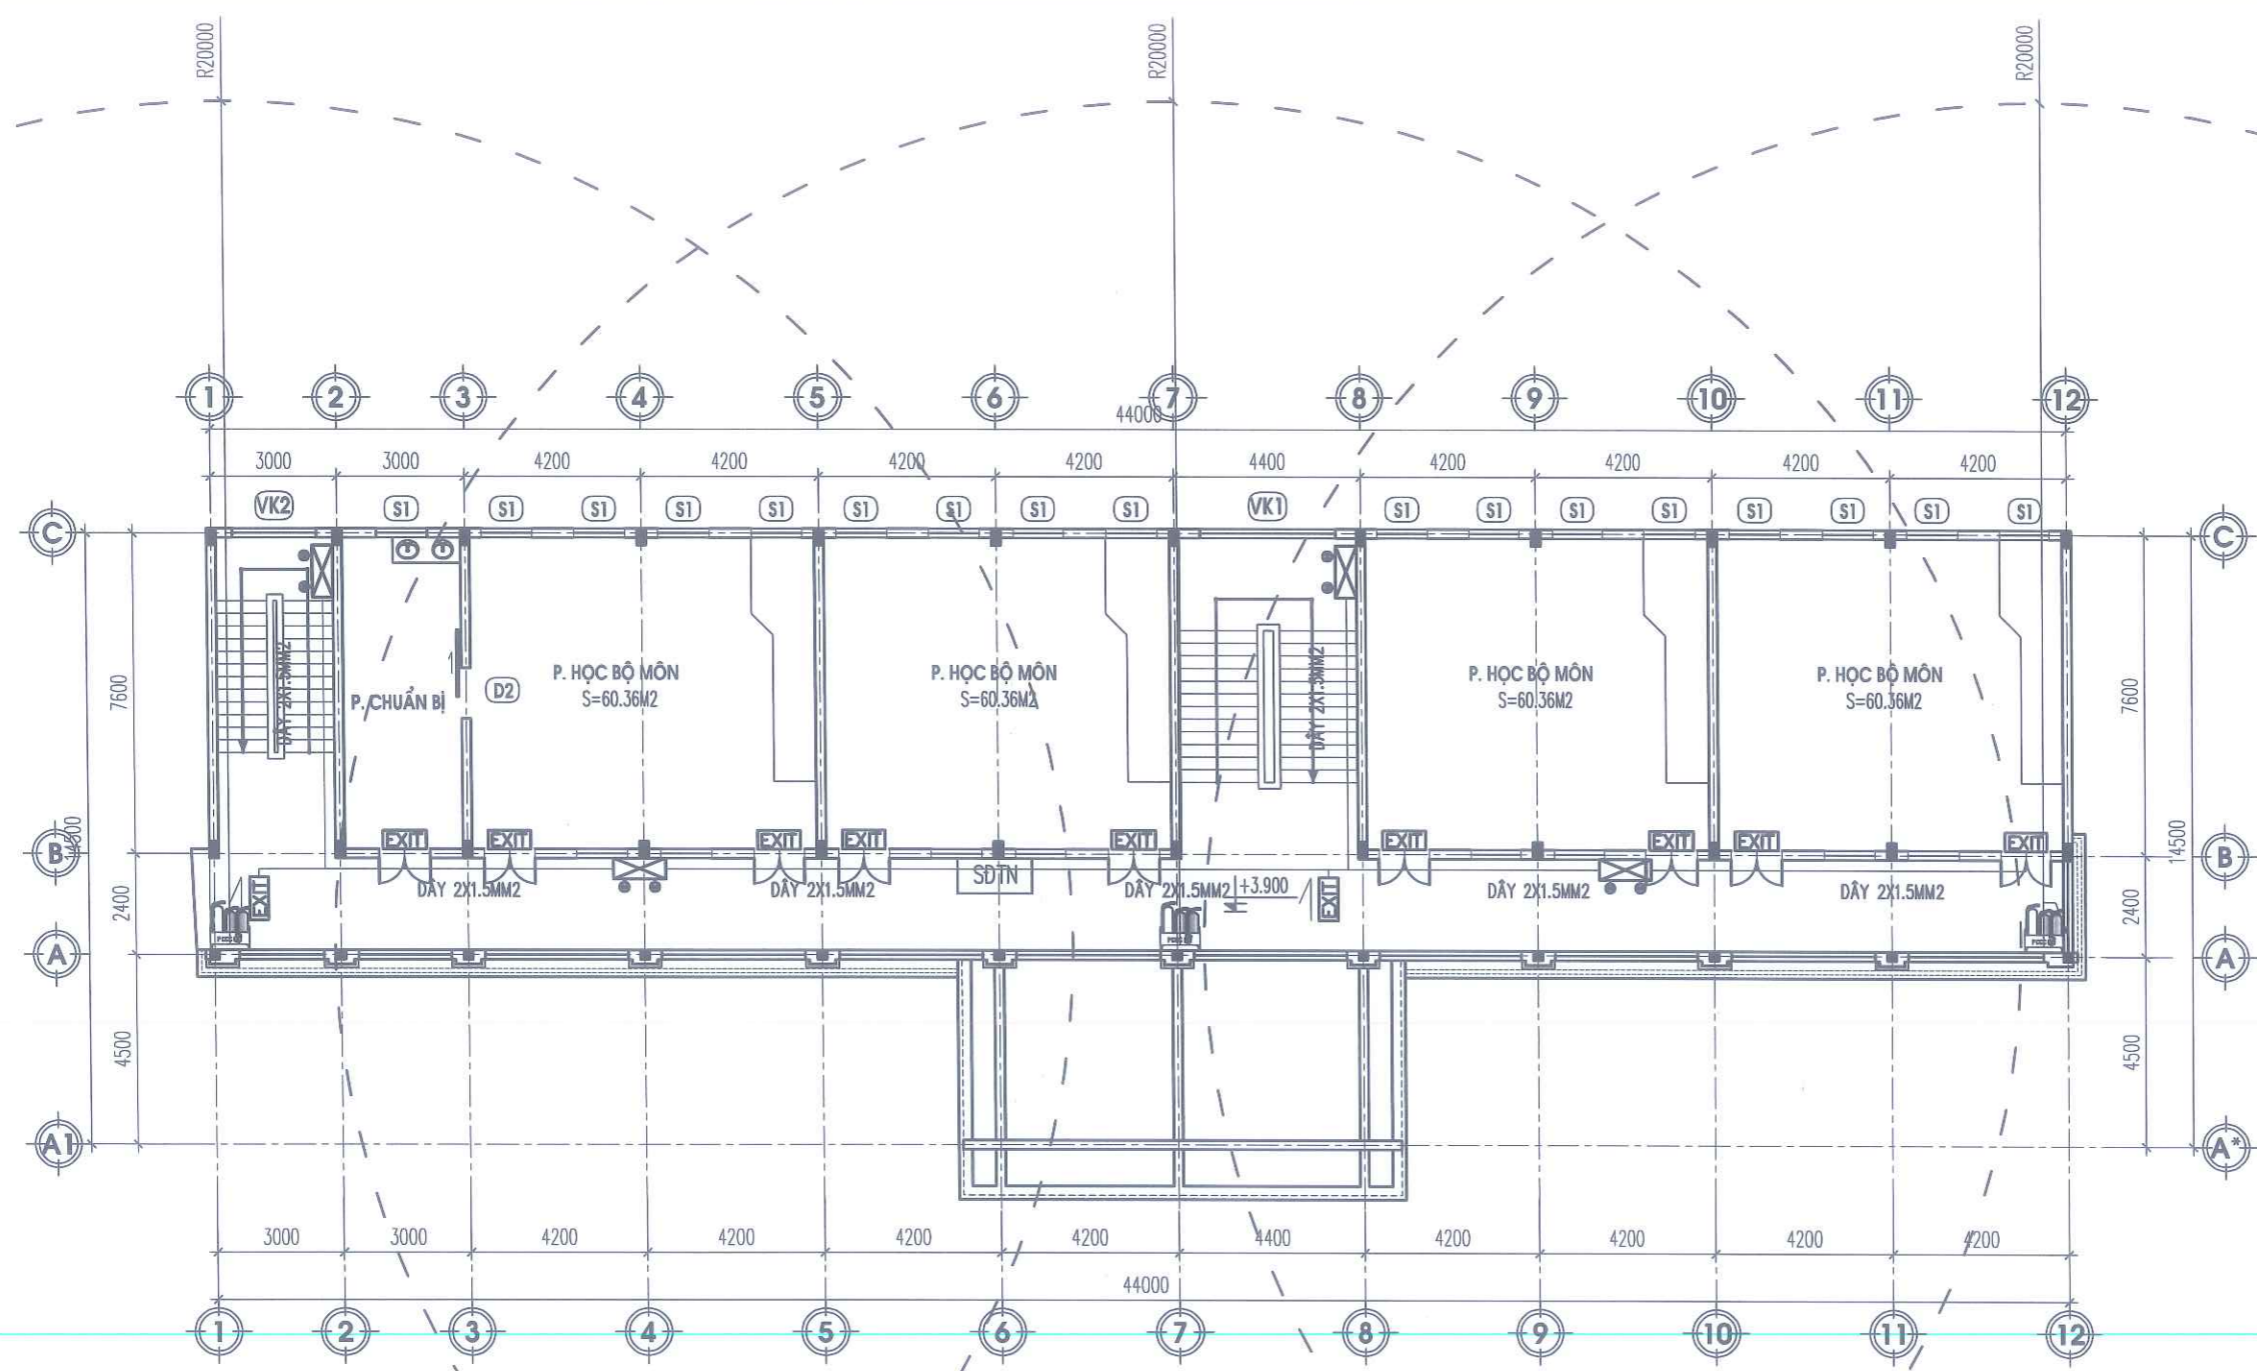 R20000
R20000
R20000
1 2 3 4 5 6 7 8 9 10 11 12
44000
3000 3000 4200 4200 4200 4200 4400 4200 4200 4200 4200
VK2 S1 S1 S1 S1 S1 S1 S1 S1 S1 VK1 S1 S1 S1 S1 S1 S1 S1 S1
C C
7600 7600
DÂY 2X1.5MM2
P. CHUẨN BỊ
D2
P. HỌC BỘ MÔN
S=60.36M2
P. HỌC BỘ MÔN
S=60.36M2
DÂY 2X1.5MM2
P. HỌC BỘ MÔN
S=60.36M2
P. HỌC BỘ MÔN
S=60.36M2
EXIT EXIT EXIT EXIT EXIT EXIT EXIT EXIT EXIT
B B
14500 14500
2400 2400
EXIT
DÂY 2X1.5MM2
DÂY 2X1.5MM2
SĐTN
DÂY 2X1.5MM2
+3.900
EXIT
DÂY 2X1.5MM2
DÂY 2X1.5MM2
A A
4500 4500
A1 A*
3000 3000 4200 4200 4200 4200 4400 4200 4200 4200 4200
44000
1 2 3 4 5 6 7 8 9 10 11 12